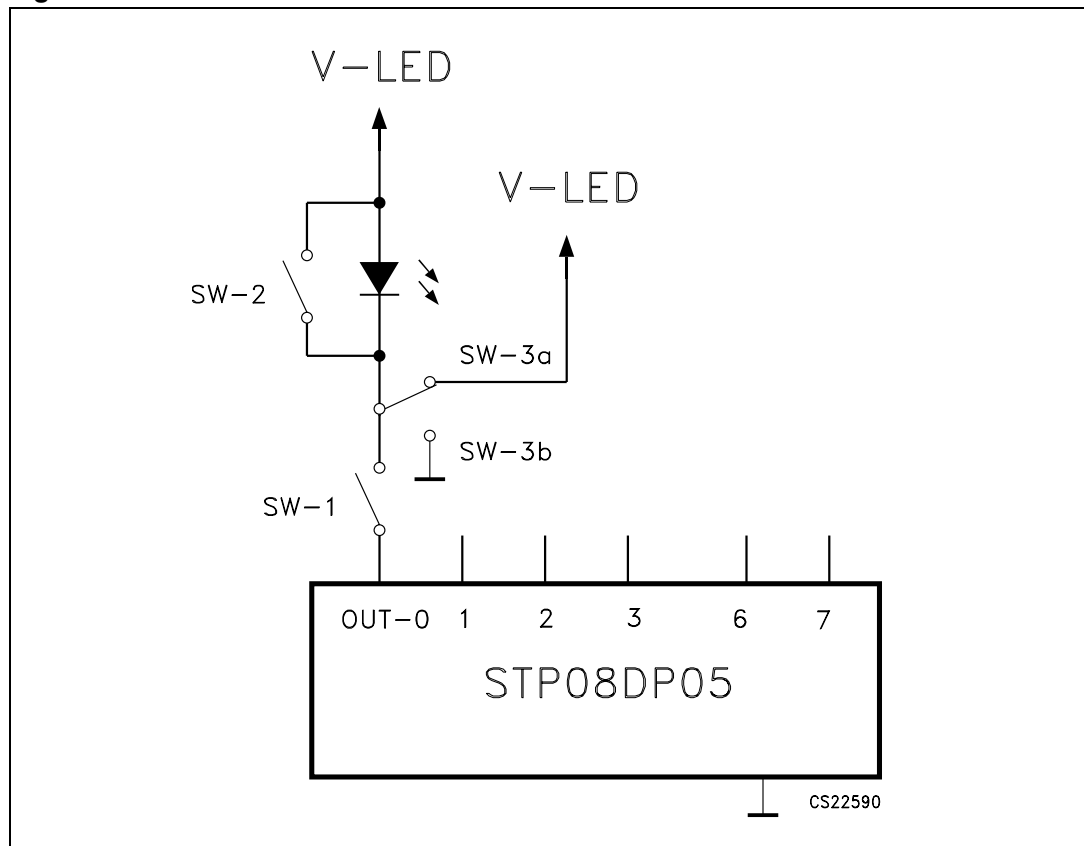 V-LED
V-LED
SW-2
SW-3a
SW-3b
SW-1
OUT-0 1 2 3 6 7
STP08DP05
CS22590